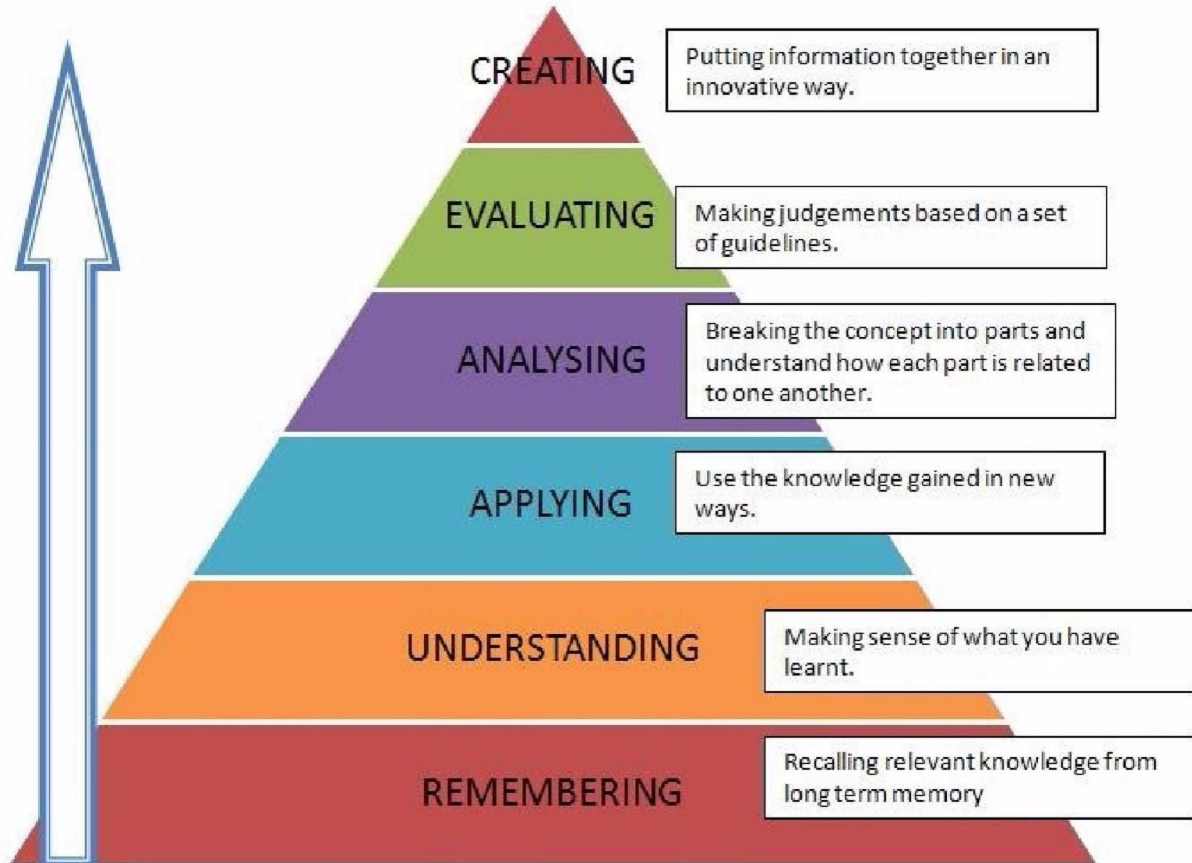 CREATING
Putting information together in an
innovative way.
EVALUATING
Making judgements based on a set
of guidelines.
ANALYSING
Breaking the concept into parts and
understand how each part is related
to one another.
APPLYING
Use the knowledge gained in new
ways.
UNDERSTANDING
Making sense of what you have
learnt.
REMEMBERING
Recalling relevant knowledge from
long term memory